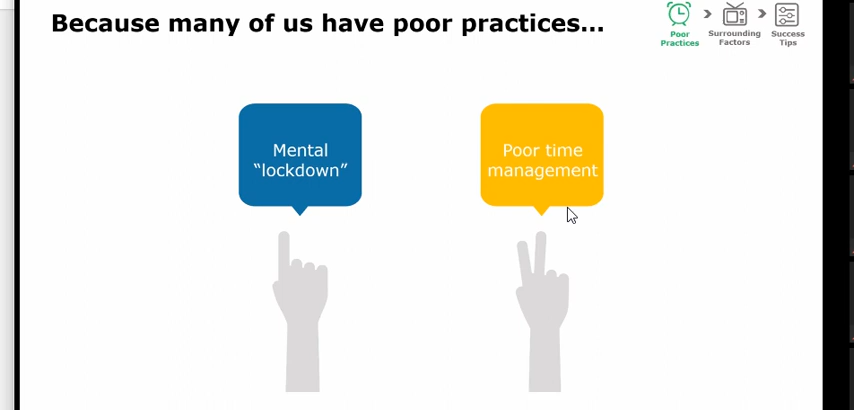 Because many of us have poor practices...
Poor
Practices
Surrounding
Factors
Success
Tips
Mental
“lockdown”
Poor time
management